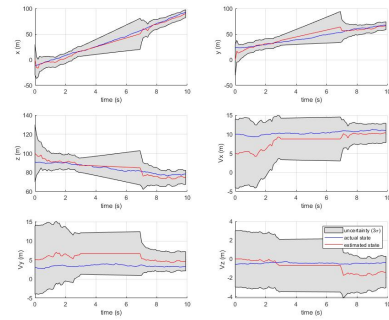 100
50
0
-50
x (m)
0 2 4 6 8 10
time (s)
100
50
0
-50
y (m)
0 2 4 6 8 10
time (s)
140
120
100
80
60
z (m)
0 2 4 6 8 10
time (s)
15
10
5
0
-5
Vx (m)
0 2 4 6 8 10
time (s)
15
10
5
0
-5
Vy (m)
0 2 4 6 8 10
time (s)
4
2
0
-2
-4
Vz (m)
uncertainty (3σ)
actual state
estimated state
0 2 4 6 8 10
time (s)